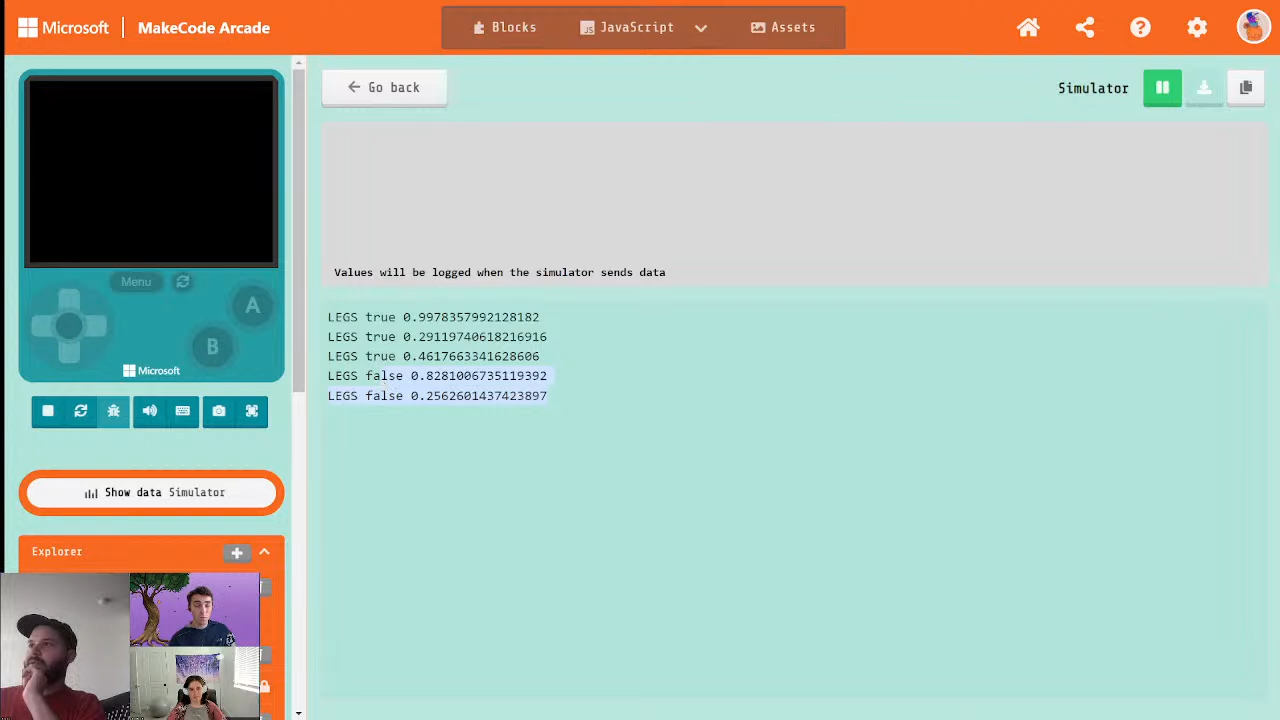 Microsoft MakeCode Arcade Blocks JavaScript Assets
Go back
Simulator
Menu
A
B
Microsoft
Values will be logged when the simulator sends data
LEGS true 0.9978357992128182
LEGS true 0.29119740618216916
LEGS true 0.4617663341628606
LEGS false 0.8281006735119392
LEGS false 0.2562601437423897
Show data Simulator
Explorer